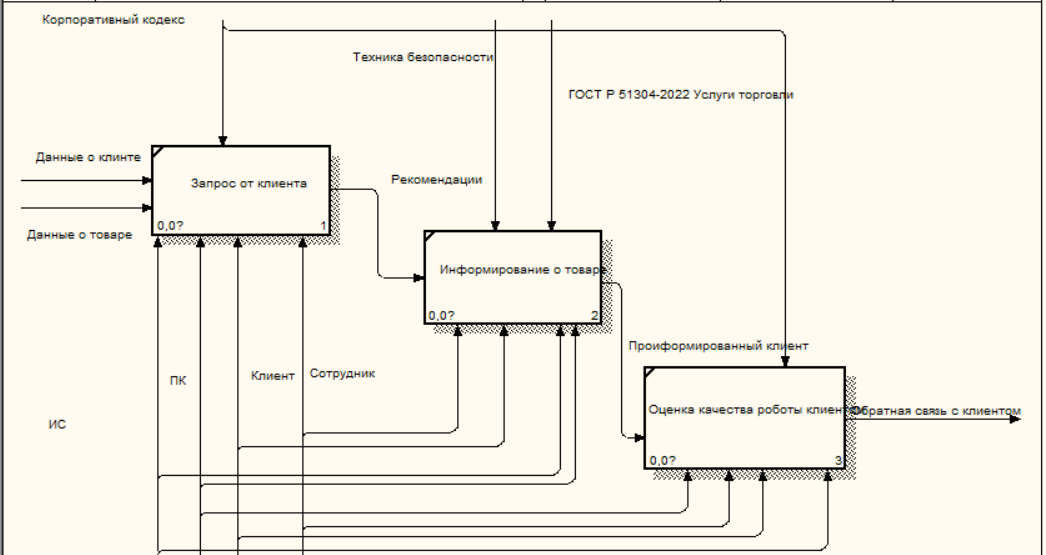 Корпоративный кодекс
Техника безопасности
ГОСТ Р 51304-2022 Услуги торговли
Данные о клинте
Запрос от клиента
Рекомендации
0,0?
1
Данные о товаре
Информирование о товаре
0,0?
2
Проиформированный клиент
ПК
Клиент
Сотрудник
ИС
Оценка качества роботы клиентом
Обратная связь с клиентом
0,0?
3